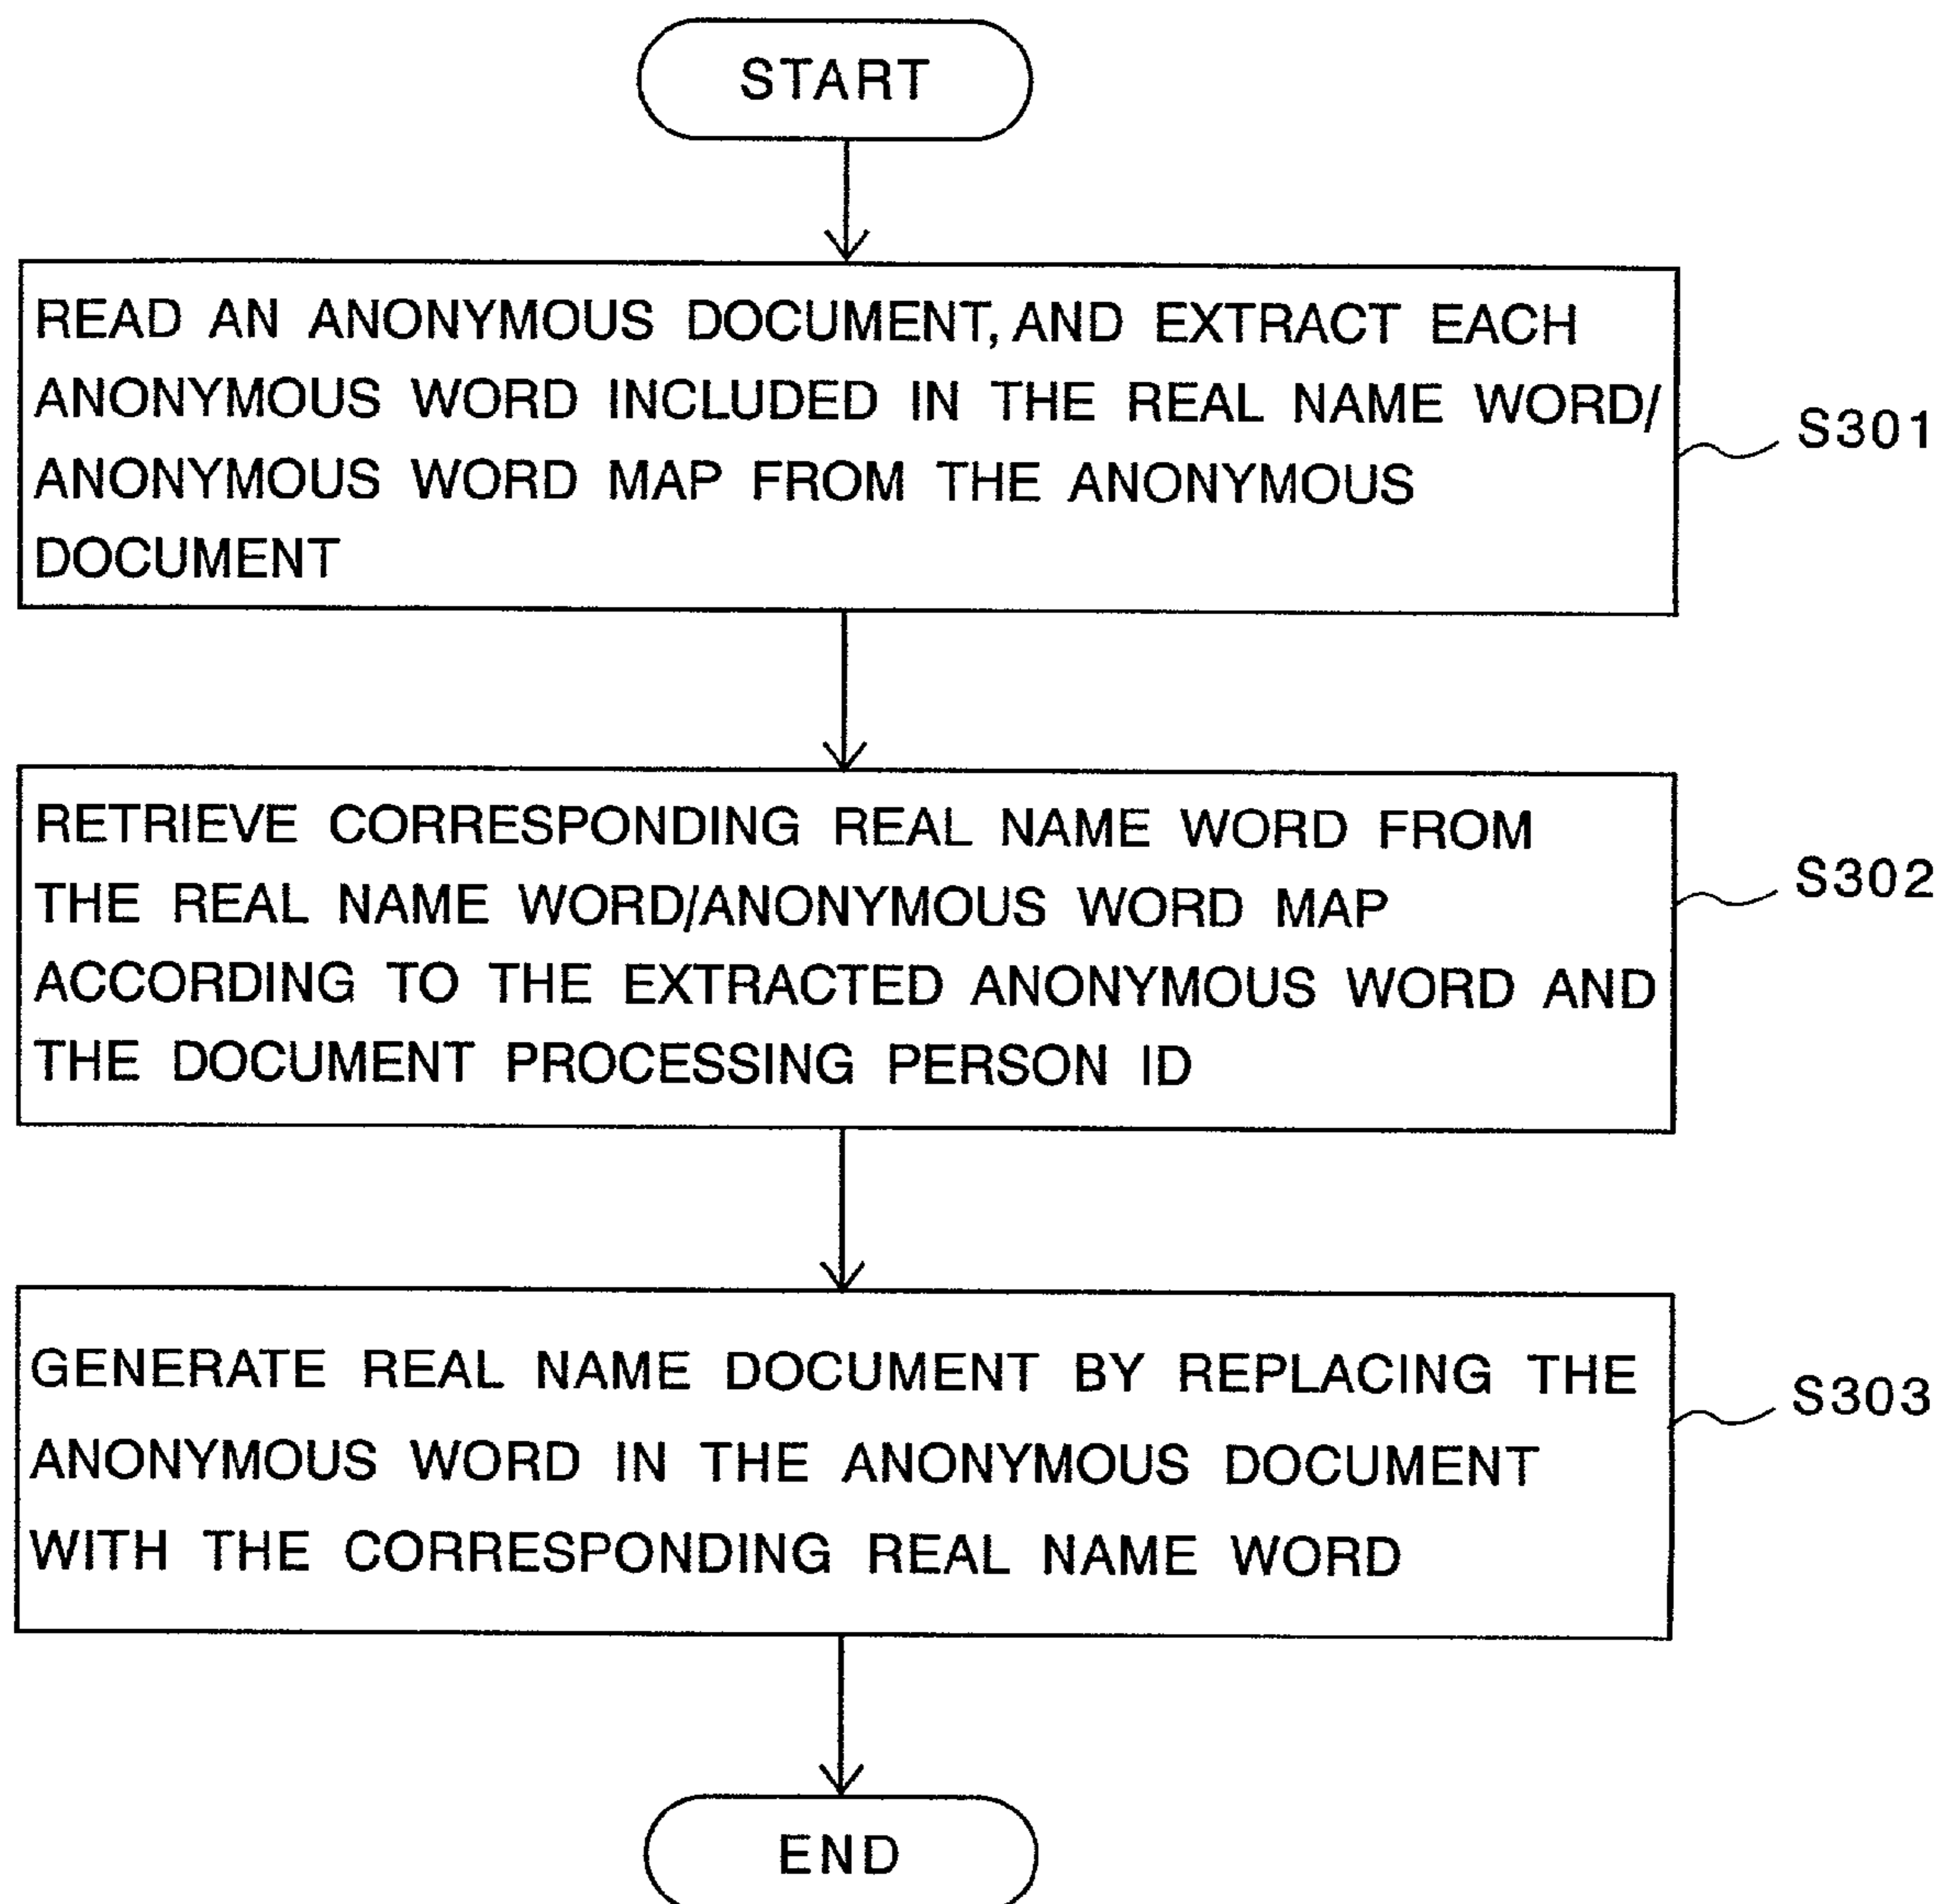 START
READ AN ANONYMOUS DOCUMENT, AND EXTRACT EACH
ANONYMOUS WORD INCLUDED IN THE REAL NAME WORD/
ANONYMOUS WORD MAP FROM THE ANONYMOUS
DOCUMENT
S301
RETRIEVE CORRESPONDING REAL NAME WORD FROM
THE REAL NAME WORD/ANONYMOUS WORD MAP
ACCORDING TO THE EXTRACTED ANONYMOUS WORD AND
THE DOCUMENT PROCESSING PERSON ID
S302
GENERATE REAL NAME DOCUMENT BY REPLACING THE
ANONYMOUS WORD IN THE ANONYMOUS DOCUMENT
WITH THE CORRESPONDING REAL NAME WORD
S303
END